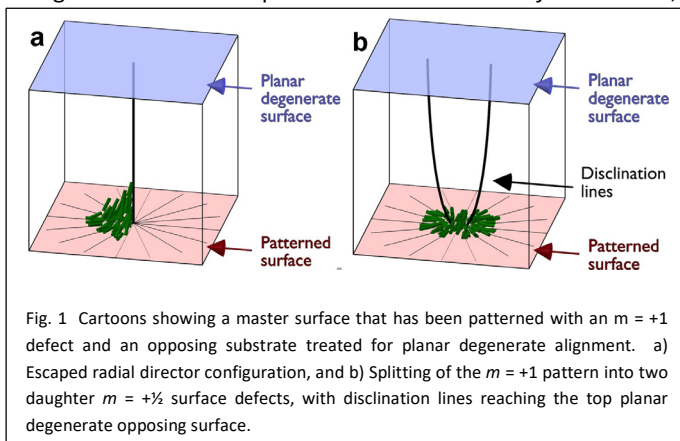 a
b
Planar
degenerate
surface
Planar
degenerate
surface
Disclination
lines
Patterned
surface
Patterned
surface
Fig. 1 Cartoons showing a master surface that has been patterned with an m = +1
defect and an opposing substrate treated for planar degenerate alignment. a)
Escaped radial director configuration, and b) Splitting of the m = +1 pattern into two
daughter m = +½ surface defects, with disclination lines reaching the top planar
degenerate opposing surface.